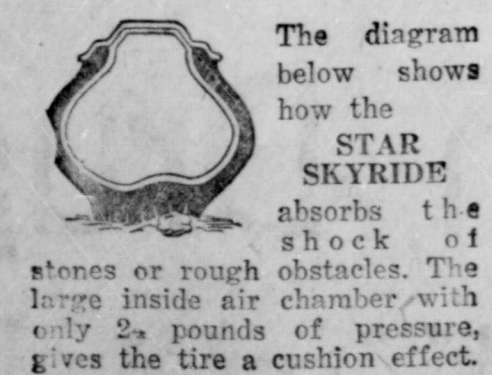 The diagram
below shows
how the
STAR
SKYRIDE
absorbs the
shock of
stones or rough obstacles. The
large inside air chamber with
only pounds of pressure,
gives the tire a cushion effect.